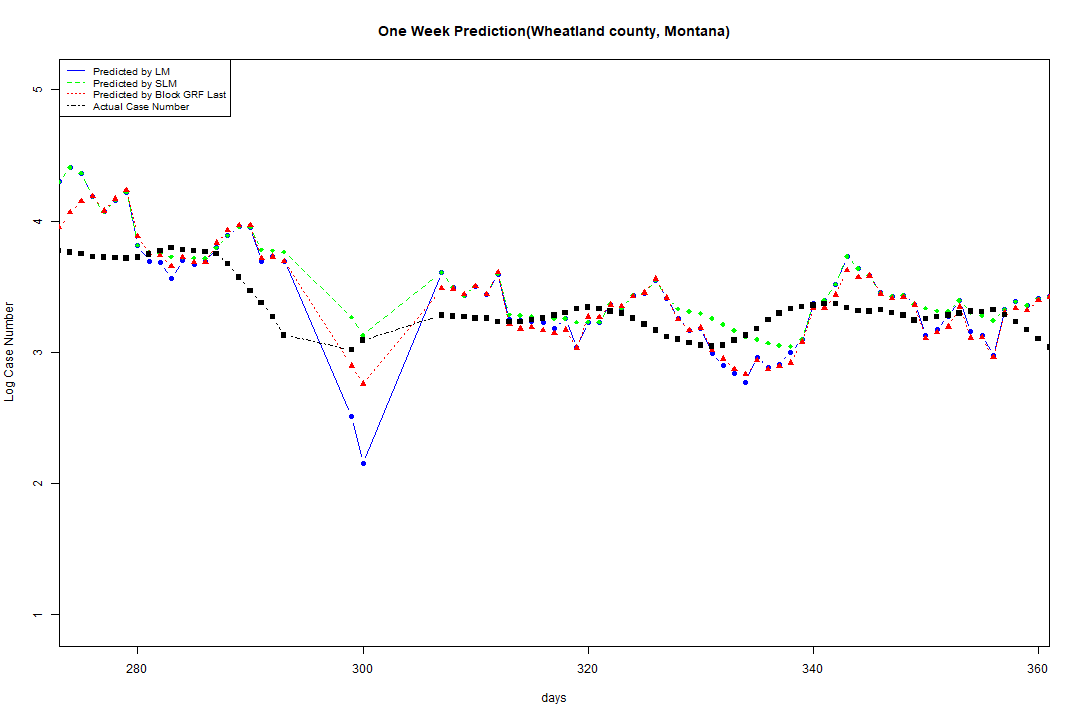 One Week Prediction(Wheatland county, Montana)
Predicted by LM
Predicted by SLM
Predicted by Block GRF Last
Actual Case Number
5
4
3
2
1
Log Case Number
280 300 320 340 360
days